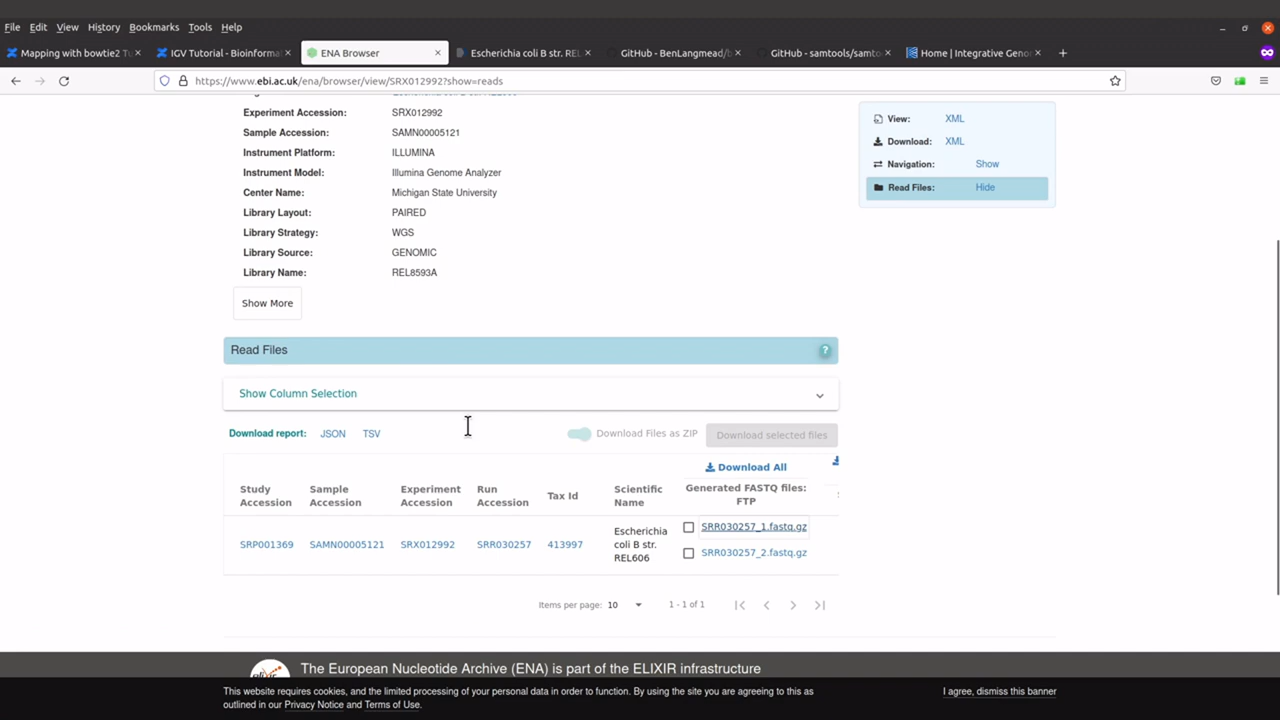 File Edit View History Bookmarks Tools Help
Mapping with bowtie2 Tu
IGV Tutorial - Bioinforma
ENA Browser
Escherichia coli B str. REL
GitHub - BenLangmead/b
GitHub - samtools/samto
Home | Integrative Geno
https://www.ebi.ac.uk/ena/browser/view/SRX012992?show=reads
Experiment Accession: SRX012992
Sample Accession: SAMN00005121
Instrument Platform: ILLUMINA
Instrument Model: Illumina Genome Analyzer
Center Name: Michigan State University
Library Layout: PAIRED
Library Strategy: WGS
Library Source: GENOMIC
Library Name: REL8593A
Show More
View: XML
Download: XML
Navigation: Show
Read Files: Hide
Read Files ?
Show Column Selection
Download report: JSON TSV
Download Files as ZIP
Download selected files
Download All
Study Accession
Sample Accession
Experiment Accession
Run Accession
Tax Id
Scientific Name
Generated FASTQ files: FTP
SRP001369
SAMN00005121
SRX012992
SRR030257
413997
Escherichia
coli B str.
REL606
SRR030257_1.fastq.gz
SRR030257_2.fastq.gz
Items per page: 10
1 - 1 of 1
The European Nucleotide Archive (ENA) is part of the ELIXIR infrastructure
This website requires cookies, and the limited processing of your personal data in order to function. By using the site you are agreeing to this as
outlined in our Privacy Notice and Terms of Use.
I agree, dismiss this banner